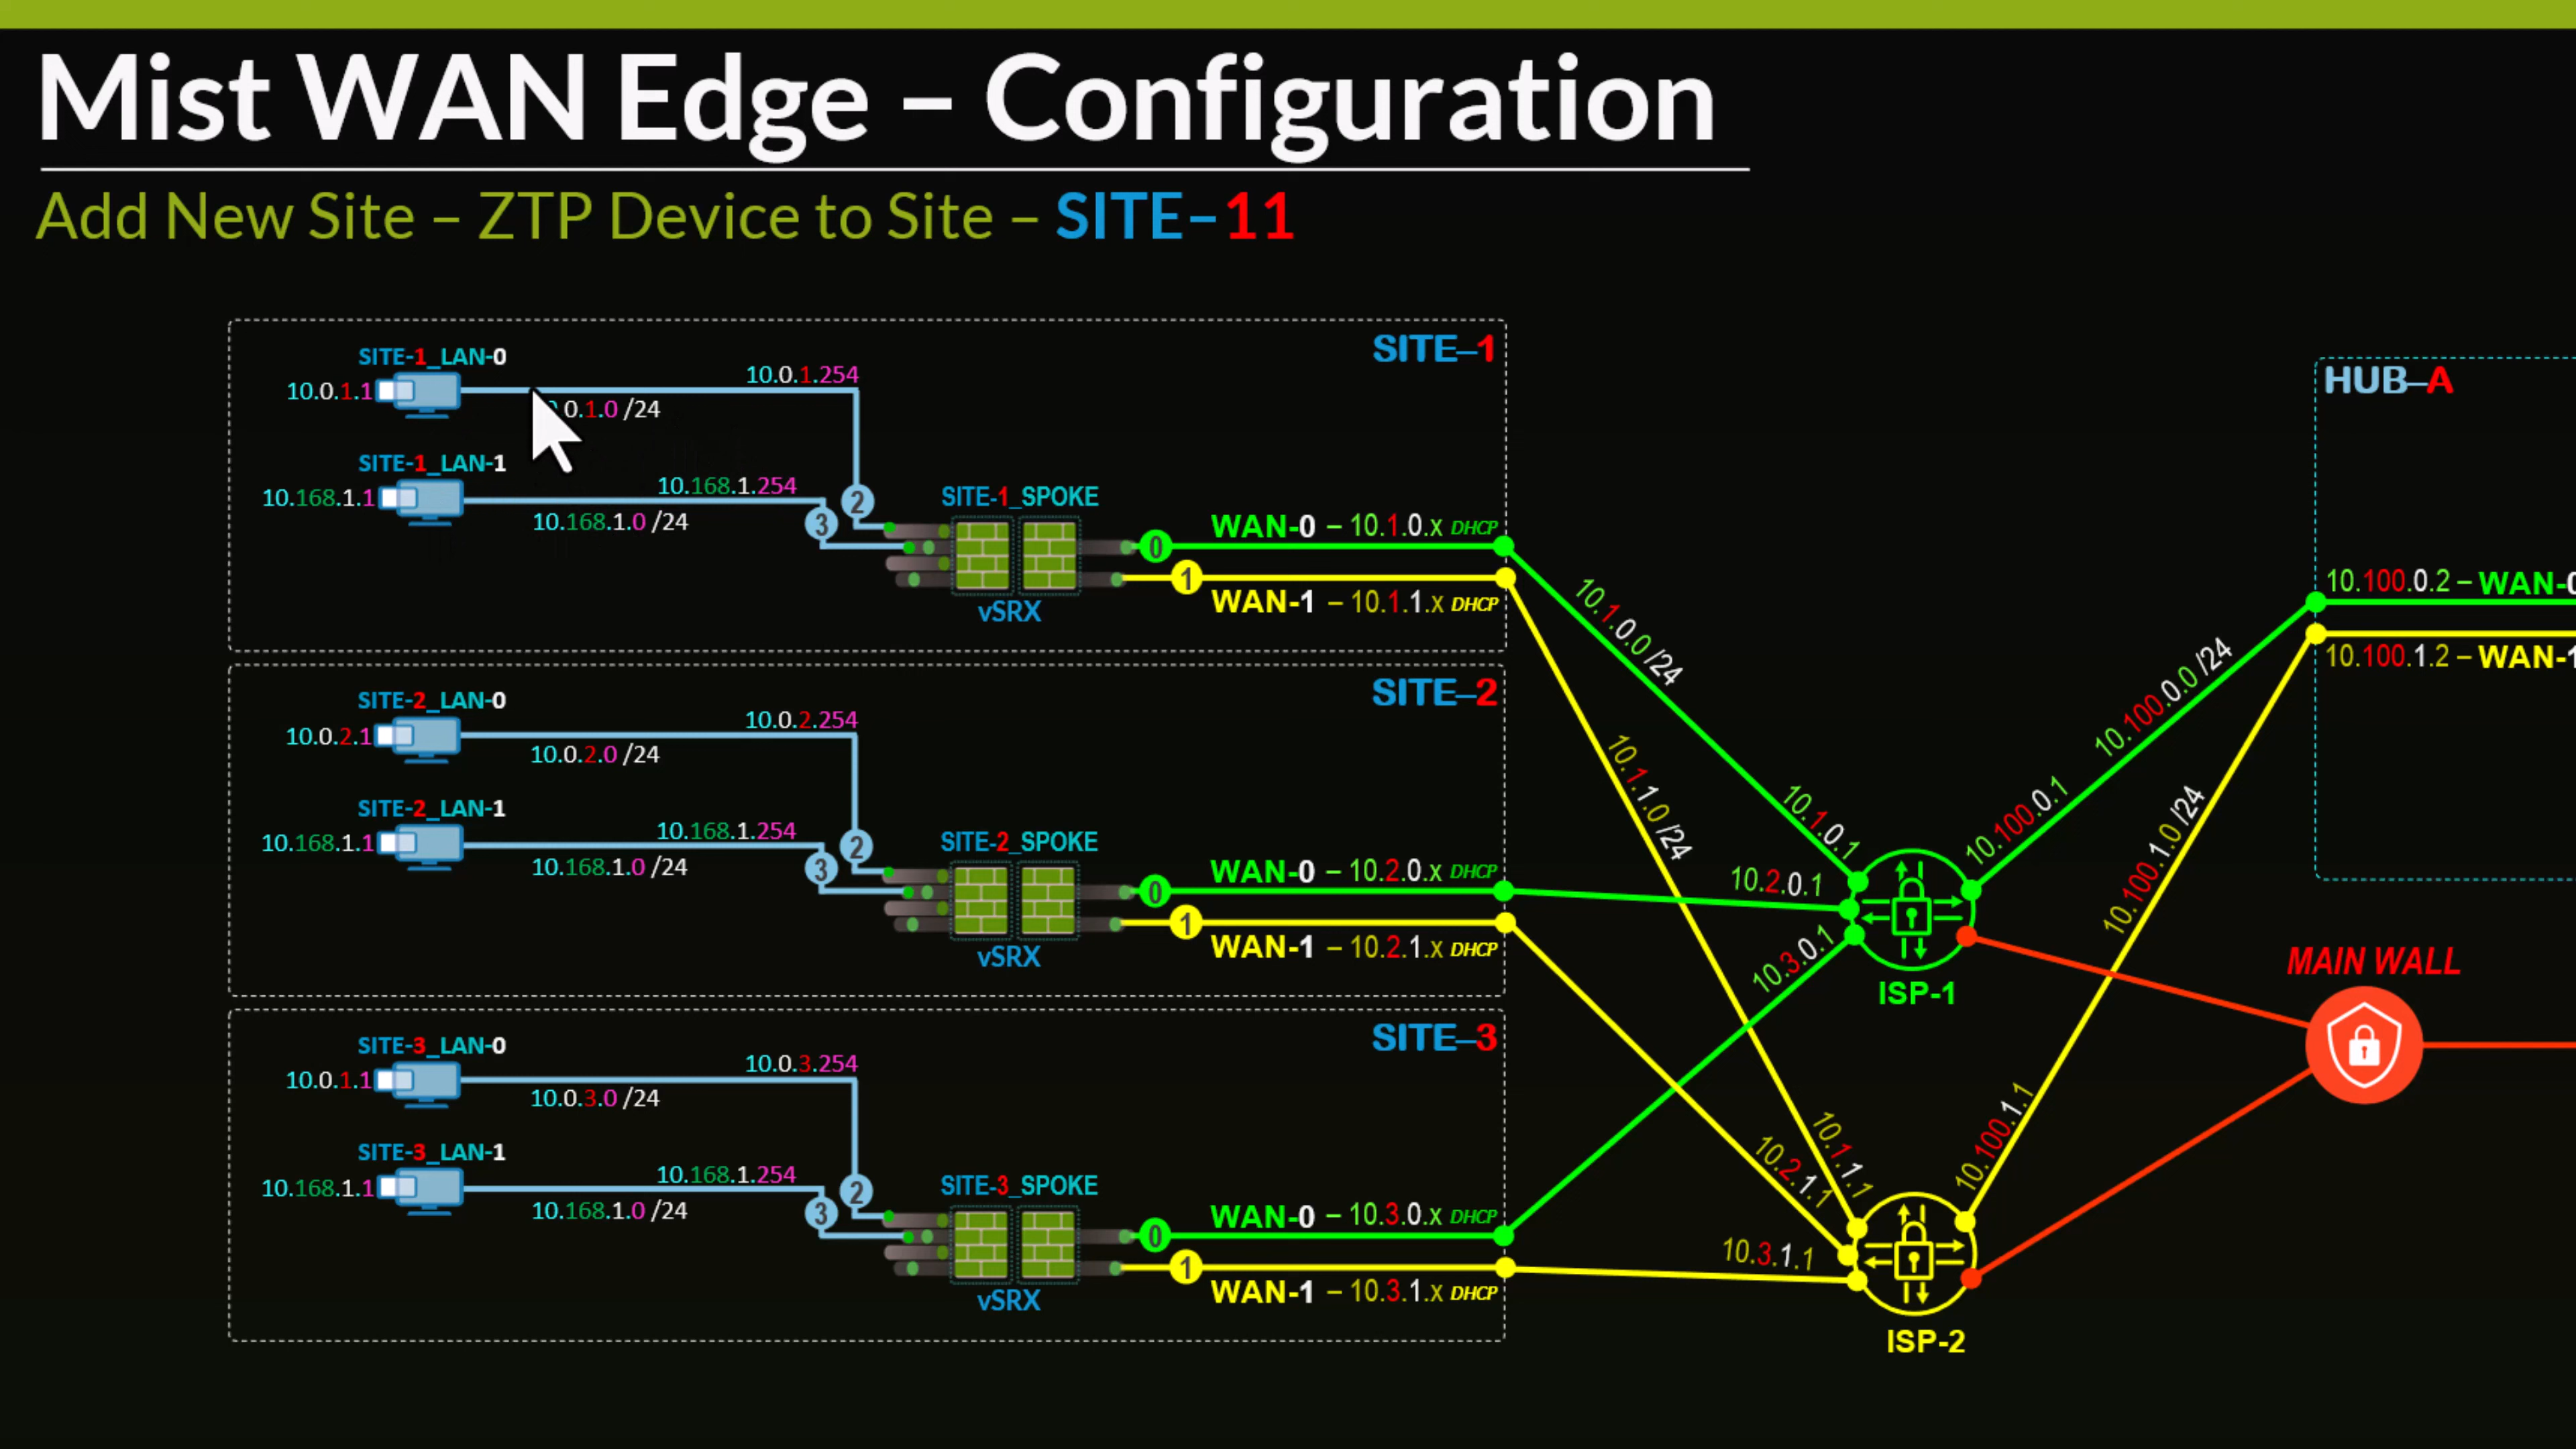 Mist WAN Edge – Configuration
Add New Site – ZTP Device to Site – SITE–11
SITE–1
SITE-1_LAN-0
10.0.1.1
10.0.1.254
0.1.0 /24
SITE-1_LAN-1
10.168.1.1
10.168.1.254
10.168.1.0 /24
2
3
SITE-1_SPOKE
vSRX
0
WAN-0 – 10.1.0.x DHCP
1
WAN-1 – 10.1.1.x DHCP
SITE–2
SITE-2_LAN-0
10.0.2.1
10.0.2.254
10.0.2.0 /24
SITE-2_LAN-1
10.168.1.1
10.168.1.254
10.168.1.0 /24
2
3
SITE-2_SPOKE
vSRX
0
WAN-0 – 10.2.0.x DHCP
1
WAN-1 – 10.2.1.x DHCP
SITE–3
SITE-3_LAN-0
10.0.1.1
10.0.3.254
10.0.3.0 /24
SITE-3_LAN-1
10.168.1.1
10.168.1.254
10.168.1.0 /24
2
3
SITE-3_SPOKE
vSRX
0
WAN-0 – 10.3.0.x DHCP
1
WAN-1 – 10.3.1.x DHCP
10.1.0.0 /24
10.1.1.0 /24
10.1.0.1
10.2.0.1
10.3.0.1
ISP-1
10.100.0.1
10.100.0.0 /24
10.1.1.1
10.2.1.1
10.3.1.1
ISP-2
10.100.1.1
10.100.1.0 /24
HUB–A
10.100.0.2 – WAN-0
10.100.1.2 – WAN-1
MAIN WALL